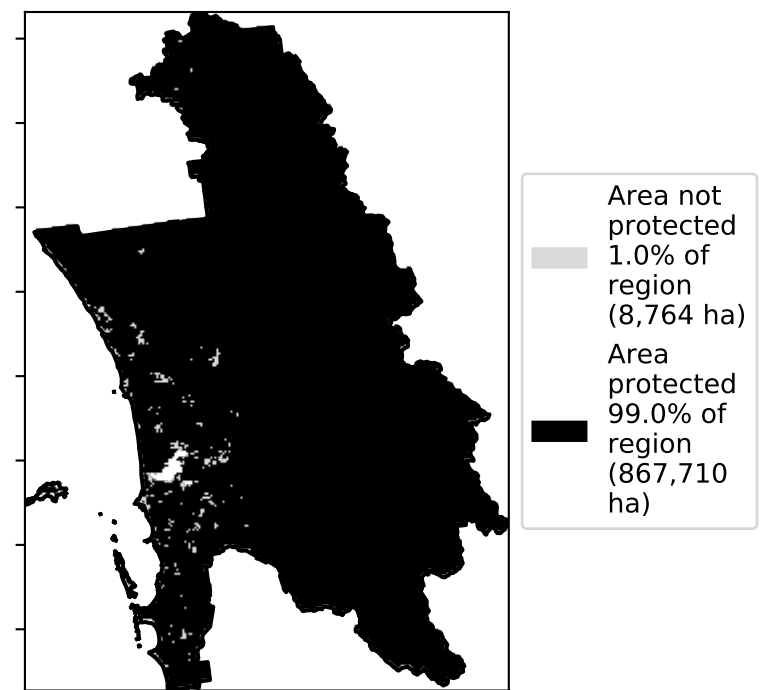 Area not
protected
1.0% of
region
(8,764 ha)
Area
protected
99.0% of
region
(867,710
ha)